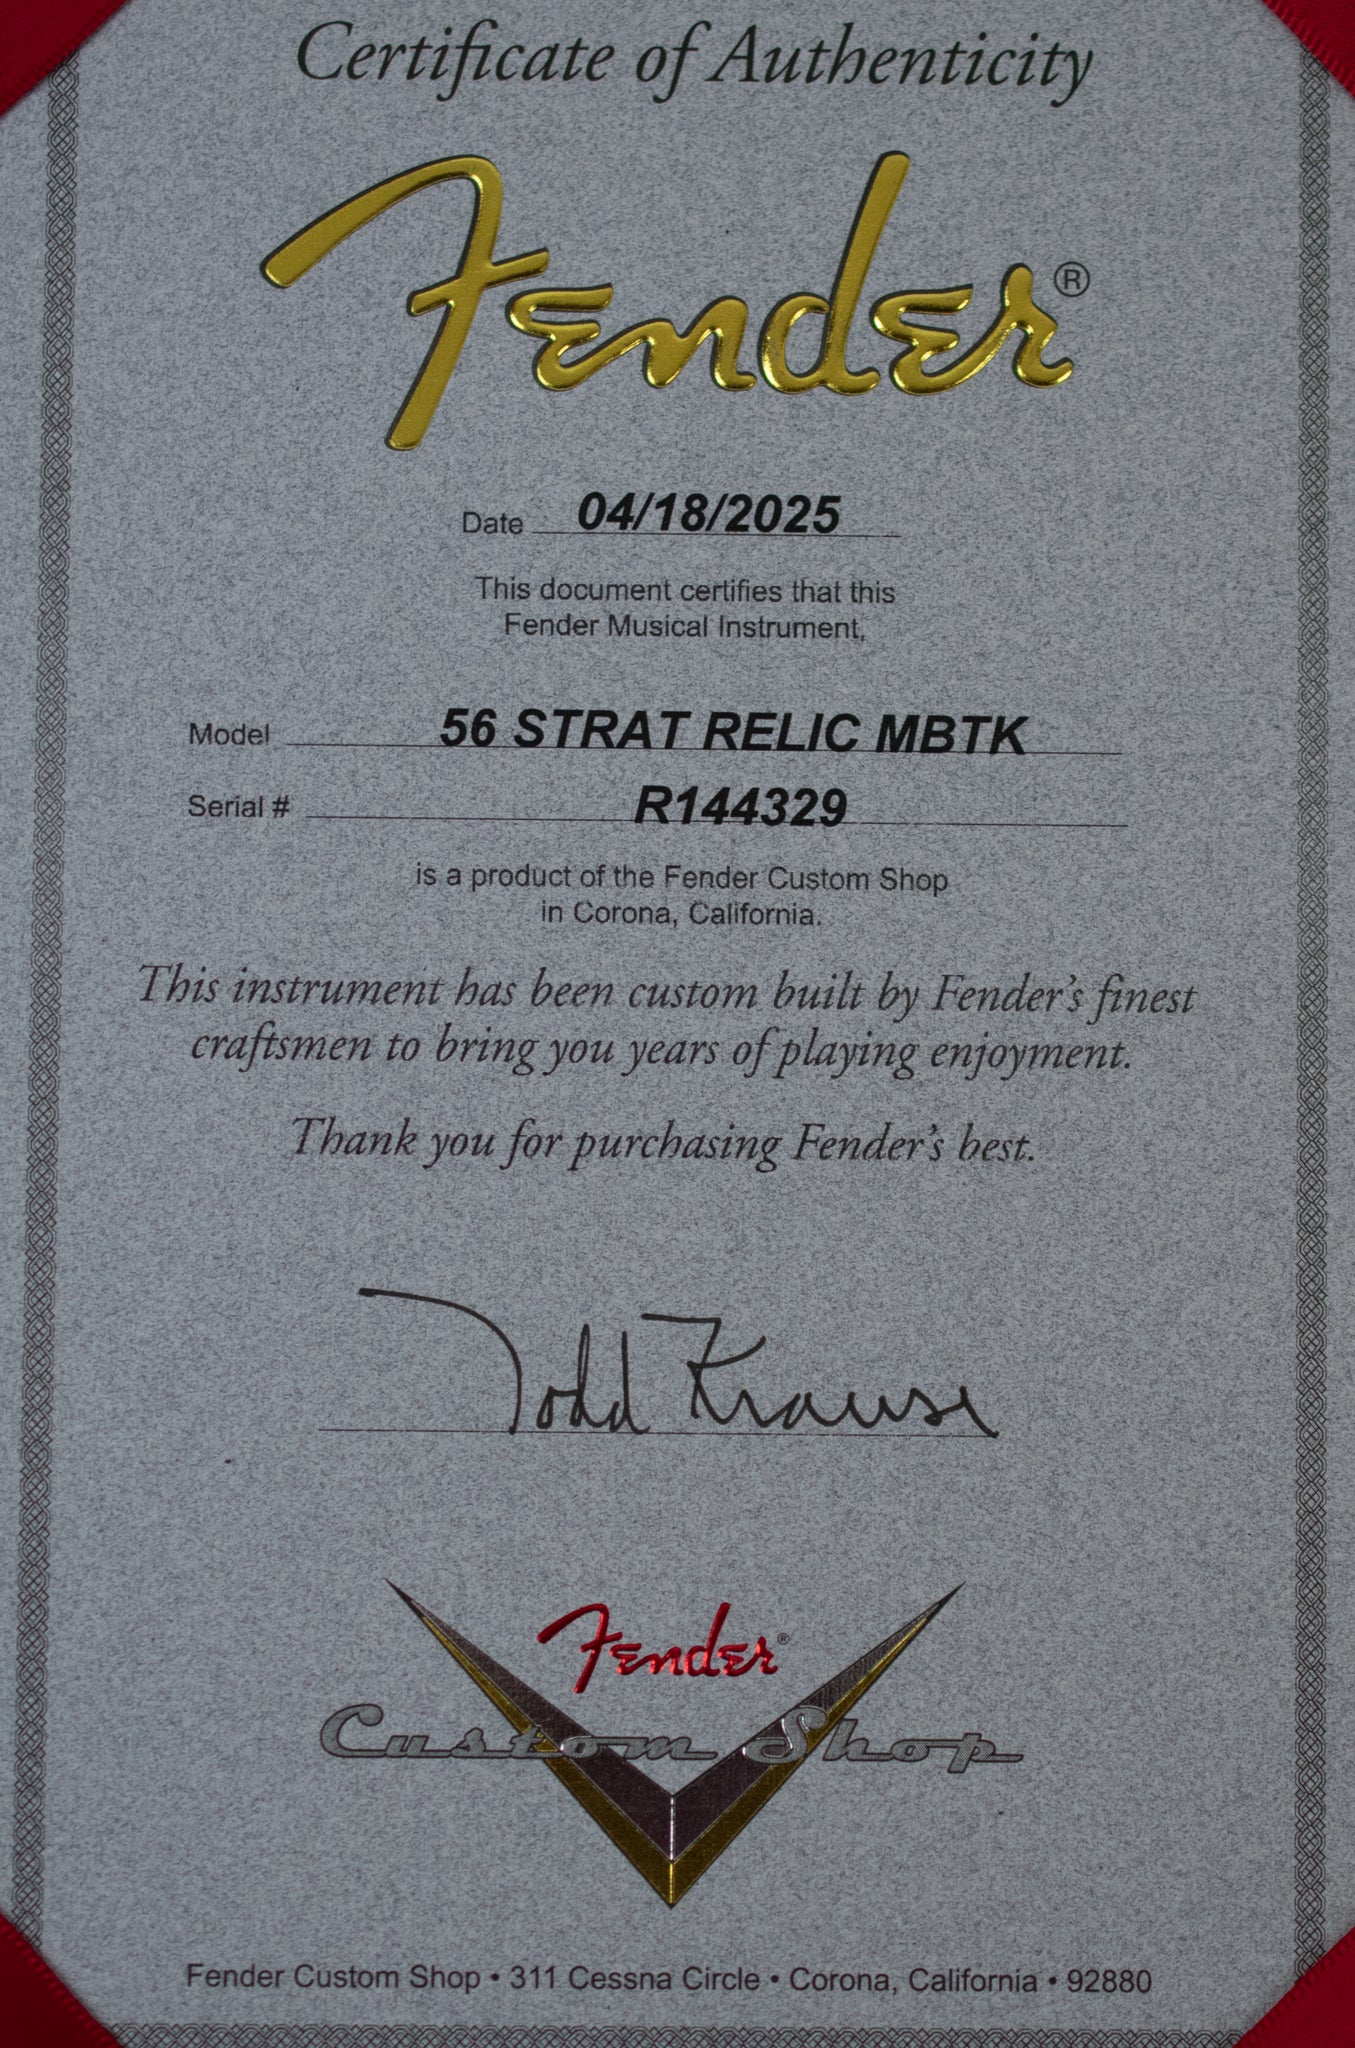 Certificate of Authenticity
Fender®
Date 04/18/2025
This document certifies that this
Fender Musical Instrument,
Model 56 STRAT RELIC MBTK
Serial # R144329
is a product of the Fender Custom Shop
in Corona, California.
This instrument has been custom built by Fender's finest
craftsmen to bring you years of playing enjoyment.
Thank you for purchasing Fender's best.
Todd Krause
Fender®
Custom Shop
Fender Custom Shop • 311 Cessna Circle • Corona, California • 92880